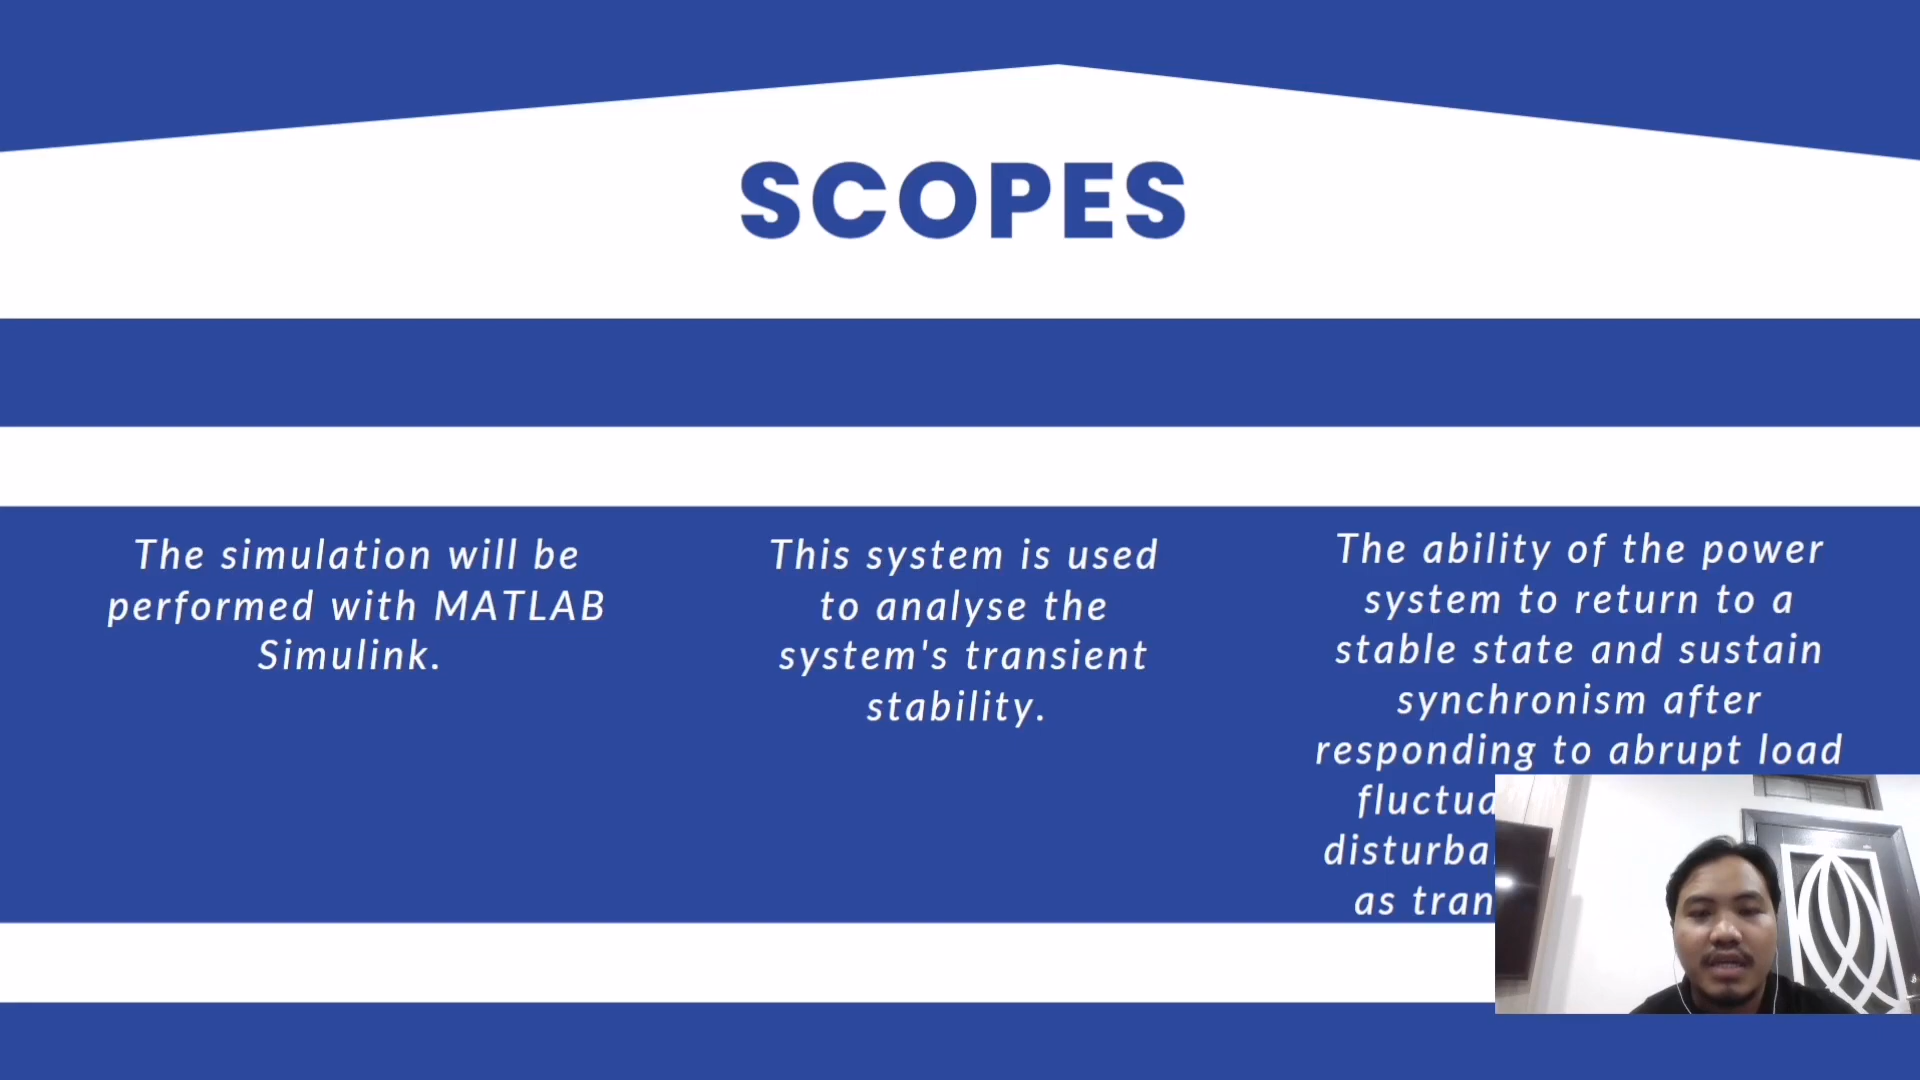 SCOPES
The simulation will be
performed with MATLAB
Simulink.
This system is used
to analyse the
system's transient
stability.
The ability of the power
system to return to a
stable state and sustain
synchronism after
responding to abrupt load
as